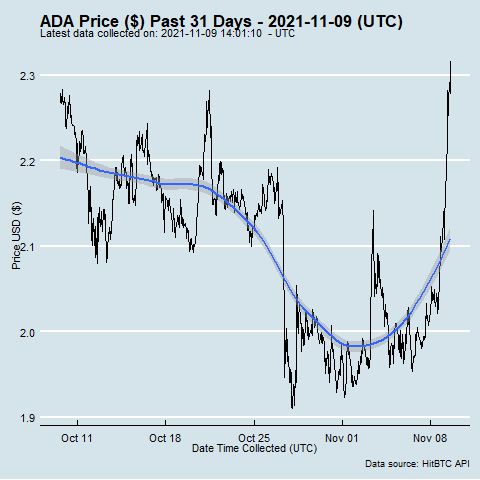 ADA Price ($) Past 31 Days - 2021-11-09 (UTC)
Latest data collected on: 2021-11-09 14:01:10 - UTC
2.3
2.2
2.1
2.0
1.9
Price USD ($)
Oct 11 Oct 18 Oct 25 Nov 01 Nov 08
Date Time Collected (UTC)
Data source: HitBTC API